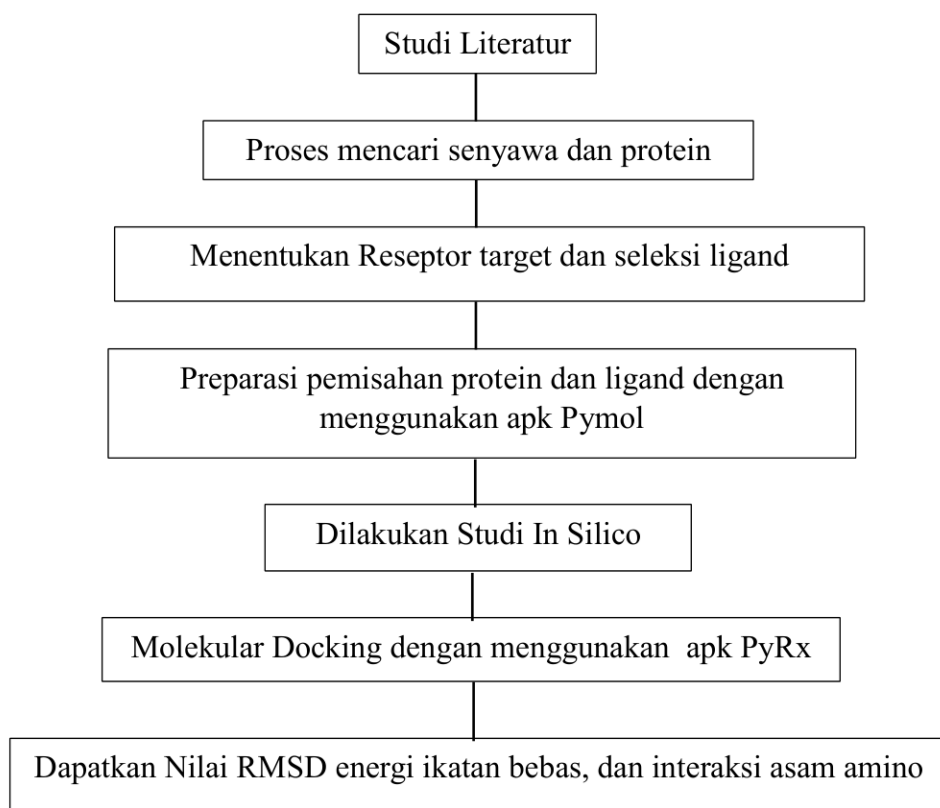 Studi Literatur
Proses mencari senyawa dan protein
Menentukan Reseptor target dan seleksi ligand
Preparasi pemisahan protein dan ligand dengan
menggunakan apk Pymol
Dilakukan Studi In Silico
Molekular Docking dengan menggunakan  apk PyRx
Dapatkan Nilai RMSD energi ikatan bebas, dan interaksi asam amino